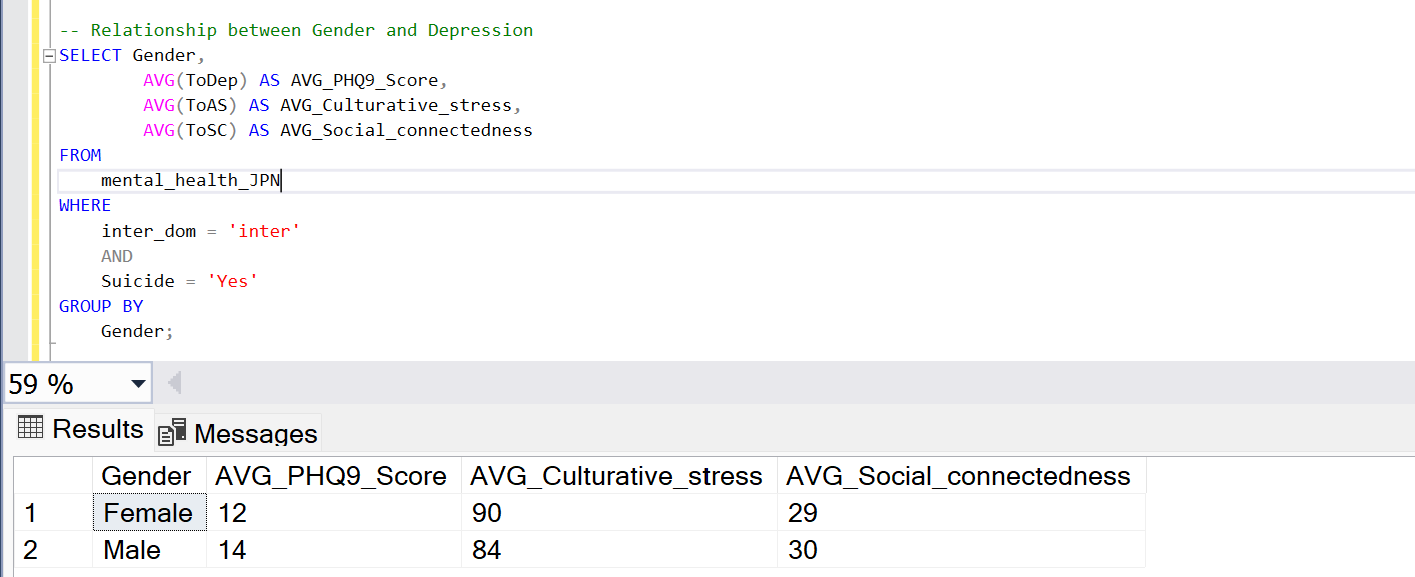 -- Relationship between Gender and Depression
SELECT Gender,
AVG(ToDep) AS AVG_PHQ9_Score,
AVG(ToAS) AS AVG_Culturative_stress,
AVG(ToSC) AS AVG_Social_connectedness
FROM
mental_health_JPN
WHERE
inter_dom = 'inter'
AND
Suicide = 'Yes'
GROUP BY
Gender;
59 %
Results Messages
Gender AVG_PHQ9_Score AVG_Culturative_stress AVG_Social_connectedness
1 Female 12 90 29
2 Male 14 84 30